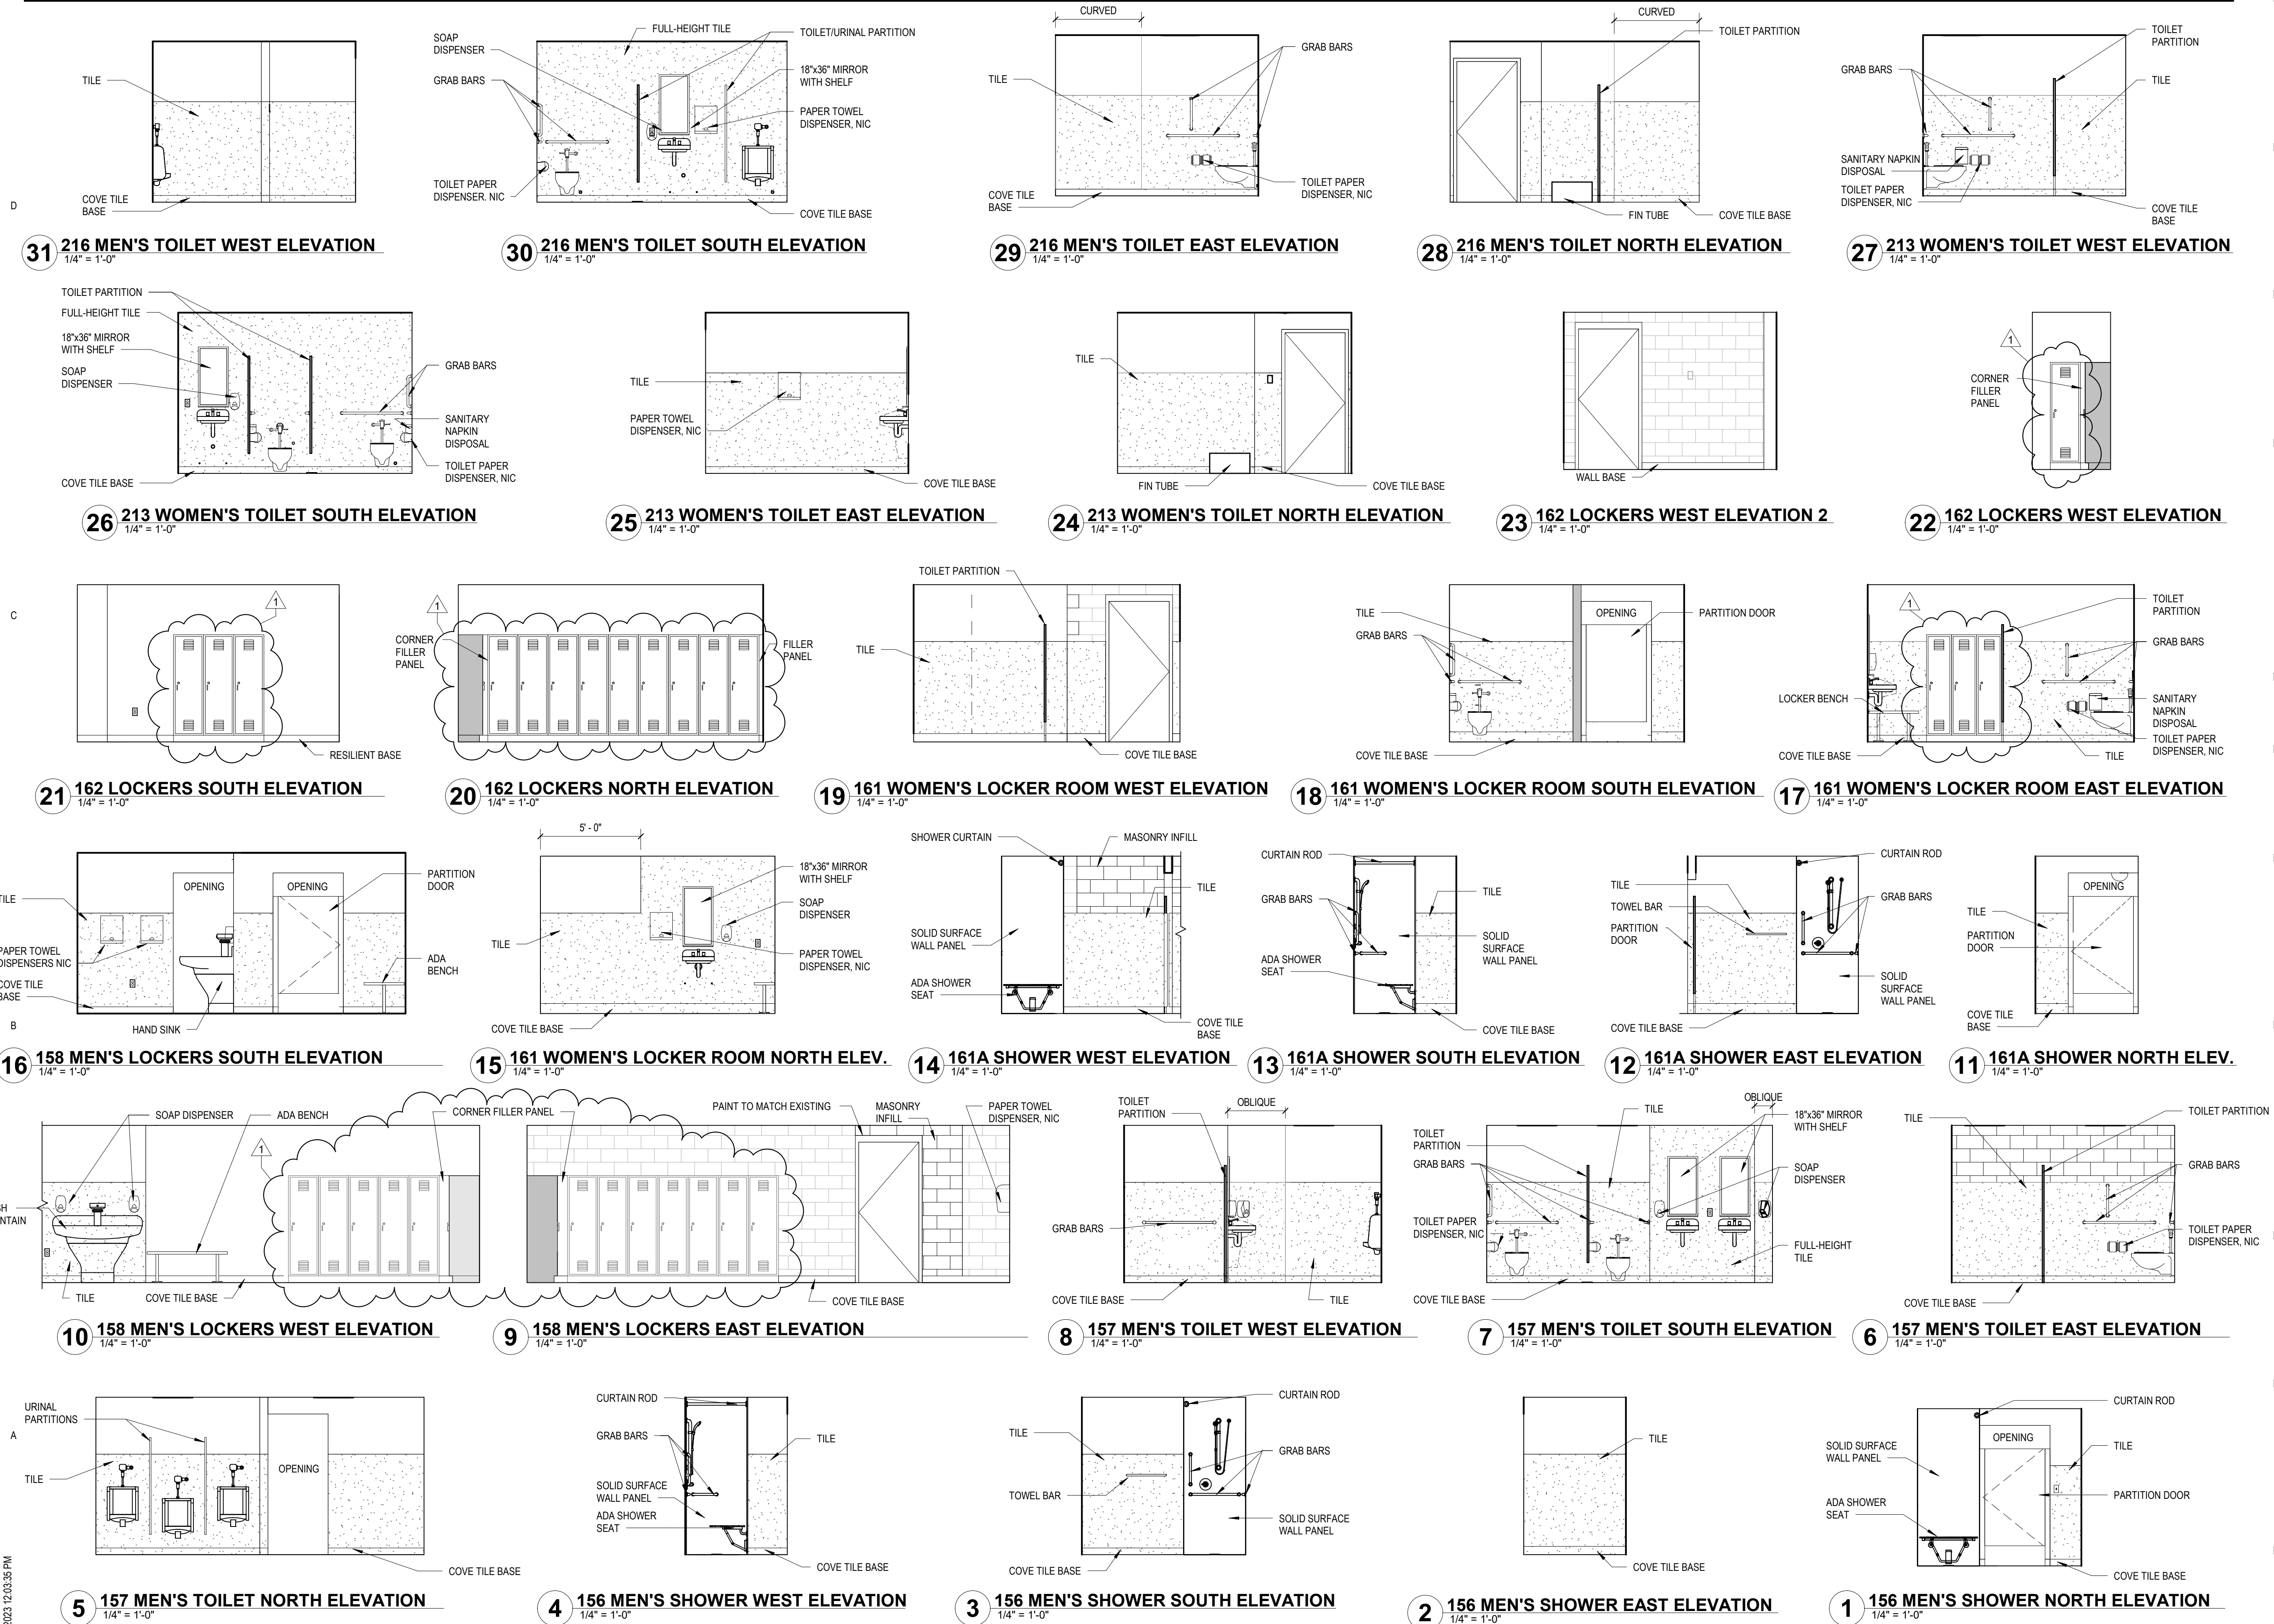 CURVED
CURVED
TILE
COVE TILE
BASE
31
216 MEN'S TOILET WEST ELEVATION
1/4" = 1'-0"
SOAP
DISPENSER
FULL-HEIGHT TILE
TOILET/URINAL PARTITION
GRAB BARS
18"x36" MIRROR
WITH SHELF
PAPER TOWEL
DISPENSER, NIC
TOILET PAPER
DISPENSER. NIC
COVE TILE BASE
30
216 MEN'S TOILET SOUTH ELEVATION
1/4" = 1'-0"
GRAB BARS
TILE
COVE TILE
BASE
TOILET PAPER
DISPENSER, NIC
29
216 MEN'S TOILET EAST ELEVATION
1/4" = 1'-0"
TOILET PARTITION
FIN TUBE
COVE TILE BASE
28
216 MEN'S TOILET NORTH ELEVATION
1/4" = 1'-0"
TOILET
PARTITION
GRAB BARS
TILE
SANITARY NAPKIN
DISPOSAL
TOILET PAPER
DISPENSER, NIC
COVE TILE
BASE
27
213 WOMEN'S TOILET WEST ELEVATION
1/4" = 1'-0"
D
TOILET PARTITION
FULL-HEIGHT TILE
18"x36" MIRROR
WITH SHELF
SOAP
DISPENSER
GRAB BARS
SANITARY
NAPKIN
DISPOSAL
TOILET PAPER
DISPENSER, NIC
COVE TILE BASE
26
213 WOMEN'S TOILET SOUTH ELEVATION
1/4" = 1'-0"
TILE
PAPER TOWEL
DISPENSER, NIC
COVE TILE BASE
25
213 WOMEN'S TOILET EAST ELEVATION
1/4" = 1'-0"
TILE
FIN TUBE
COVE TILE BASE
24
213 WOMEN'S TOILET NORTH ELEVATION
1/4" = 1'-0"
WALL BASE
23
162 LOCKERS WEST ELEVATION 2
1/4" = 1'-0"
1
CORNER
FILLER
PANEL
22
162 LOCKERS WEST ELEVATION
1/4" = 1'-0"
C
1
RESILIENT BASE
21
162 LOCKERS SOUTH ELEVATION
1/4" = 1'-0"
1
CORNER
FILLER
PANEL
FILLER
PANEL
20
162 LOCKERS NORTH ELEVATION
1/4" = 1'-0"
TOILET PARTITION
TILE
COVE TILE BASE
19
161 WOMEN'S LOCKER ROOM WEST ELEVATION
1/4" = 1'-0"
TILE
GRAB BARS
OPENING
PARTITION DOOR
COVE TILE BASE
18
161 WOMEN'S LOCKER ROOM SOUTH ELEVATION
1/4" = 1'-0"
1
TOILET
PARTITION
GRAB BARS
LOCKER BENCH
SANITARY
NAPKIN
DISPOSAL
TOILET PAPER
DISPENSER, NIC
COVE TILE BASE
TILE
17
161 WOMEN'S LOCKER ROOM EAST ELEVATION
1/4" = 1'-0"
OPENING
OPENING
PARTITION
DOOR
TILE
PAPER TOWEL
DISPENSERS NIC
ADA
BENCH
COVE TILE
BASE
HAND SINK
B
16
158 MEN'S LOCKERS SOUTH ELEVATION
1/4" = 1'-0"
5' - 0"
18"x36" MIRROR
WITH SHELF
SOAP
DISPENSER
TILE
PAPER TOWEL
DISPENSER, NIC
COVE TILE BASE
15
161 WOMEN'S LOCKER ROOM NORTH ELEV.
1/4" = 1'-0"
SHOWER CURTAIN
MASONRY INFILL
TILE
SOLID SURFACE
WALL PANEL
ADA SHOWER
SEAT
COVE TILE
BASE
14
161A SHOWER WEST ELEVATION
1/4" = 1'-0"
CURTAIN ROD
GRAB BARS
TILE
SOLID
SURFACE
WALL PANEL
ADA SHOWER
SEAT
COVE TILE BASE
13
161A SHOWER SOUTH ELEVATION
1/4" = 1'-0"
CURTAIN ROD
TILE
TOWEL BAR
GRAB BARS
PARTITION
DOOR
SOLID
SURFACE
WALL PANEL
COVE TILE BASE
12
161A SHOWER EAST ELEVATION
1/4" = 1'-0"
OPENING
TILE
PARTITION
DOOR
COVE TILE
BASE
11
161A SHOWER NORTH ELEV.
1/4" = 1'-0"
SOAP DISPENSER
ADA BENCH
CORNER FILLER PANEL
1
TILE
COVE TILE BASE
10
158 MEN'S LOCKERS WEST ELEVATION
1/4" = 1'-0"
PAINT TO MATCH EXISTING
MASONRY
INFILL
PAPER TOWEL
DISPENSER, NIC
COVE TILE BASE
9
158 MEN'S LOCKERS EAST ELEVATION
1/4" = 1'-0"
TOILET
PARTITION
OBLIQUE
GRAB BARS
COVE TILE BASE
TILE
8
157 MEN'S TOILET WEST ELEVATION
1/4" = 1'-0"
TILE
OBLIQUE
18"x36" MIRROR
WITH SHELF
TOILET
PARTITION
GRAB BARS
SOAP
DISPENSER
TOILET PAPER
DISPENSER, NIC
FULL-HEIGHT
TILE
COVE TILE BASE
7
157 MEN'S TOILET SOUTH ELEVATION
1/4" = 1'-0"
TILE
TOILET PARTITION
GRAB BARS
TOILET PAPER
DISPENSER, NIC
COVE TILE BASE
6
157 MEN'S TOILET EAST ELEVATION
1/4" = 1'-0"
A
URINAL
PARTITIONS
TILE
OPENING
COVE TILE BASE
5
157 MEN'S TOILET NORTH ELEVATION
1/4" = 1'-0"
CURTAIN ROD
GRAB BARS
TILE
SOLID SURFACE
WALL PANEL
ADA SHOWER
SEAT
COVE TILE BASE
4
156 MEN'S SHOWER WEST ELEVATION
1/4" = 1'-0"
CURTAIN ROD
TILE
GRAB BARS
TOWEL BAR
SOLID SURFACE
WALL PANEL
COVE TILE BASE
3
156 MEN'S SHOWER SOUTH ELEVATION
1/4" = 1'-0"
TILE
COVE TILE BASE
2
156 MEN'S SHOWER EAST ELEVATION
1/4" = 1'-0"
CURTAIN ROD
OPENING
SOLID SURFACE
WALL PANEL
TILE
PARTITION DOOR
ADA SHOWER
SEAT
COVE TILE BASE
1
156 MEN'S SHOWER NORTH ELEVATION
1/4" = 1'-0"
2023 12:03:35 PM